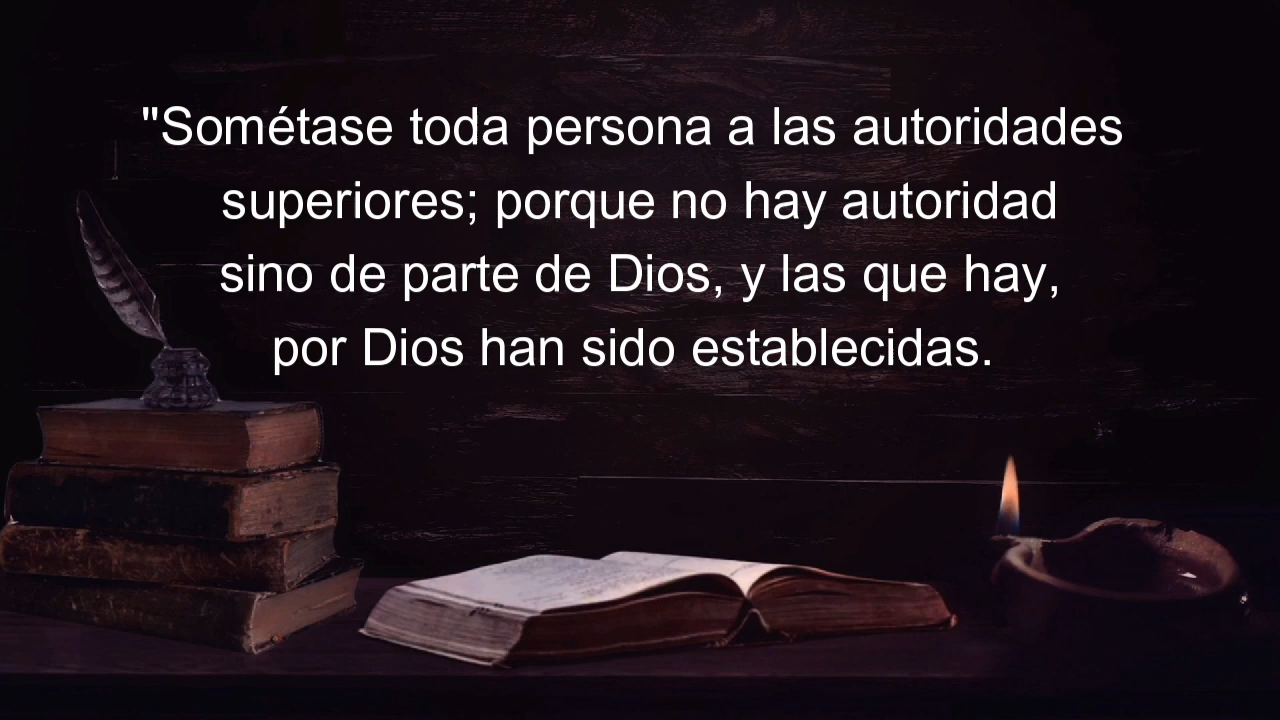 "Sométase toda persona a las autoridades
superiores; porque no hay autoridad
sino de parte de Dios, y las que hay,
por Dios han sido establecidas.